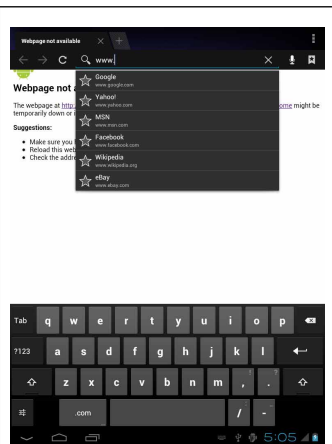 Webpage not available
www.
Google
www.google.com
Yahoo!
www.yahoo.com
MSN
www.msn.com
Facebook
www.facebook.com
Wikipedia
www.wikipedia.org
eBay
www.ebay.com
Webpage not a
The webpage at http: ome might be
temporarily down or i
Suggestions:
Make sure you
Reload this web
Check the addre
Tab q w e r t y u i o p
?123 a s d f g h j k l
z x c v b n m , ! . ?
.com / -
5:05